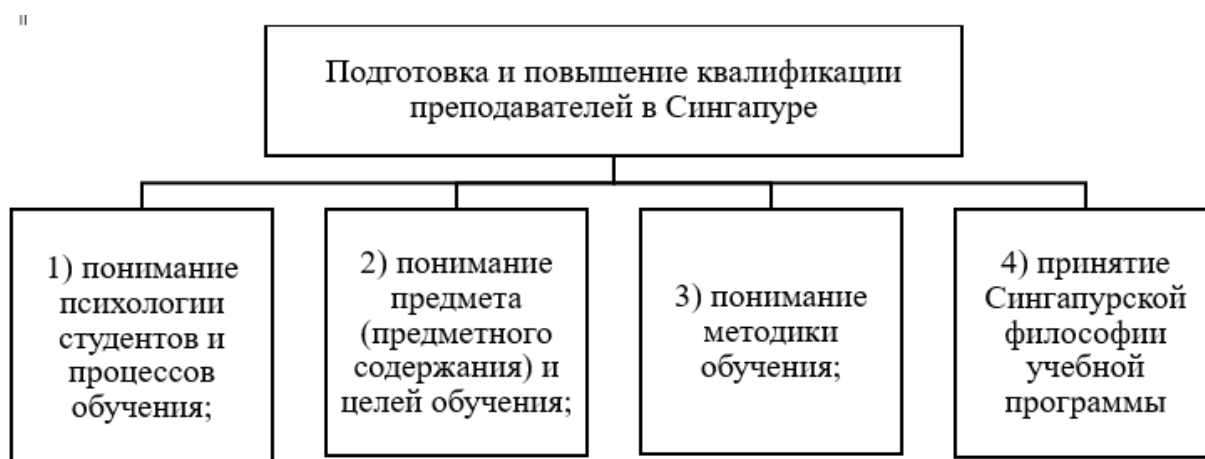 Подготовка и повышение квалификации
преподавателей в Сингапуре
1) понимание
психологии
студентов и
процессов
обучения;
2) понимание
предмета
(предметного
содержания) и
целей обучения;
3) понимание
методики
обучения;
4) принятие
Сингапурской
философии
учебной
программы